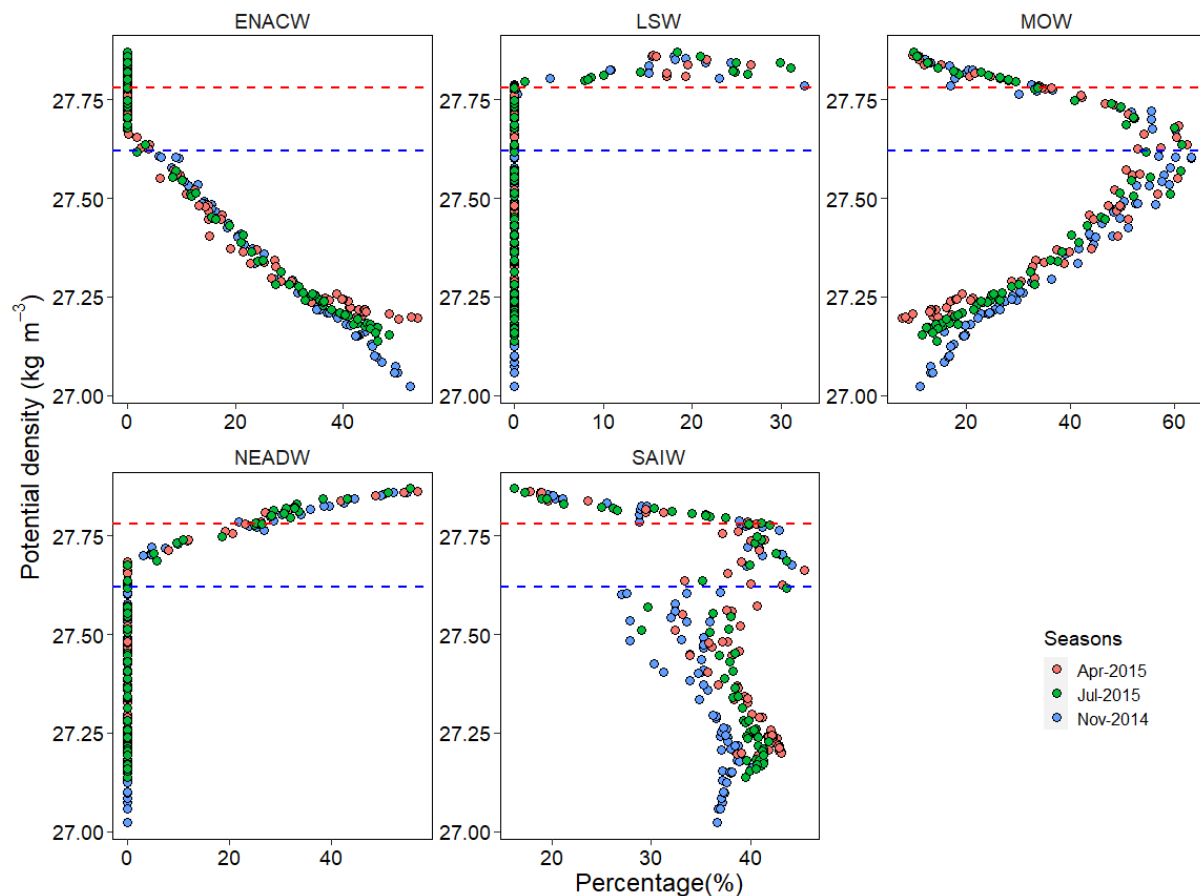 ENACW
LSW
MOW
27.75
27.50
27.25
27.00
0
20
40
0
10
20
30
20
40
60
NEADW
SAIW
27.75
27.50
27.25
27.00
0
20
40
20
30
40
Potential density (kg m⁻³)
Percentage(%)
Seasons
Apr-2015
Jul-2015
Nov-2014